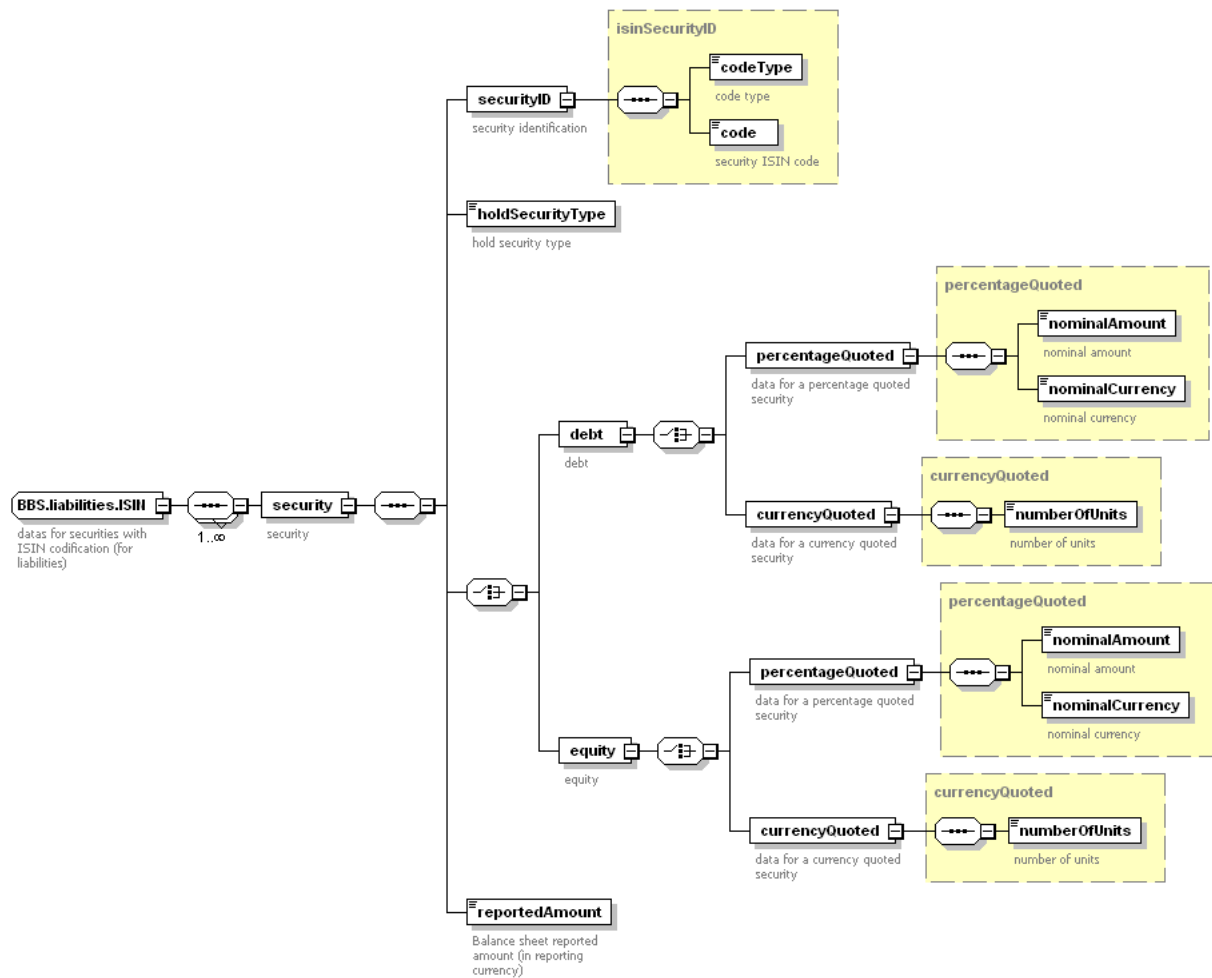 isinSecurityID
codeType
code type
securityID
security identification
code
security ISIN code
holdSecurityType
hold security type
percentageQuoted
nominalAmount
nominal amount
percentageQuoted
data for a percentage quoted
security
nominalCurrency
nominal currency
debt
debt
currencyQuoted
currencyQuoted
data for a currency quoted
security
numberOfUnits
number of units
BBS.liabilities.ISIN
datas for securities with
ISIN codification (for
liabilities)
1..∞
security
security
percentageQuoted
nominalAmount
nominal amount
percentageQuoted
data for a percentage quoted
security
nominalCurrency
nominal currency
equity
equity
currencyQuoted
currencyQuoted
data for a currency quoted
security
numberOfUnits
number of units
reportedAmount
Balance sheet reported
amount (in reporting
currency)